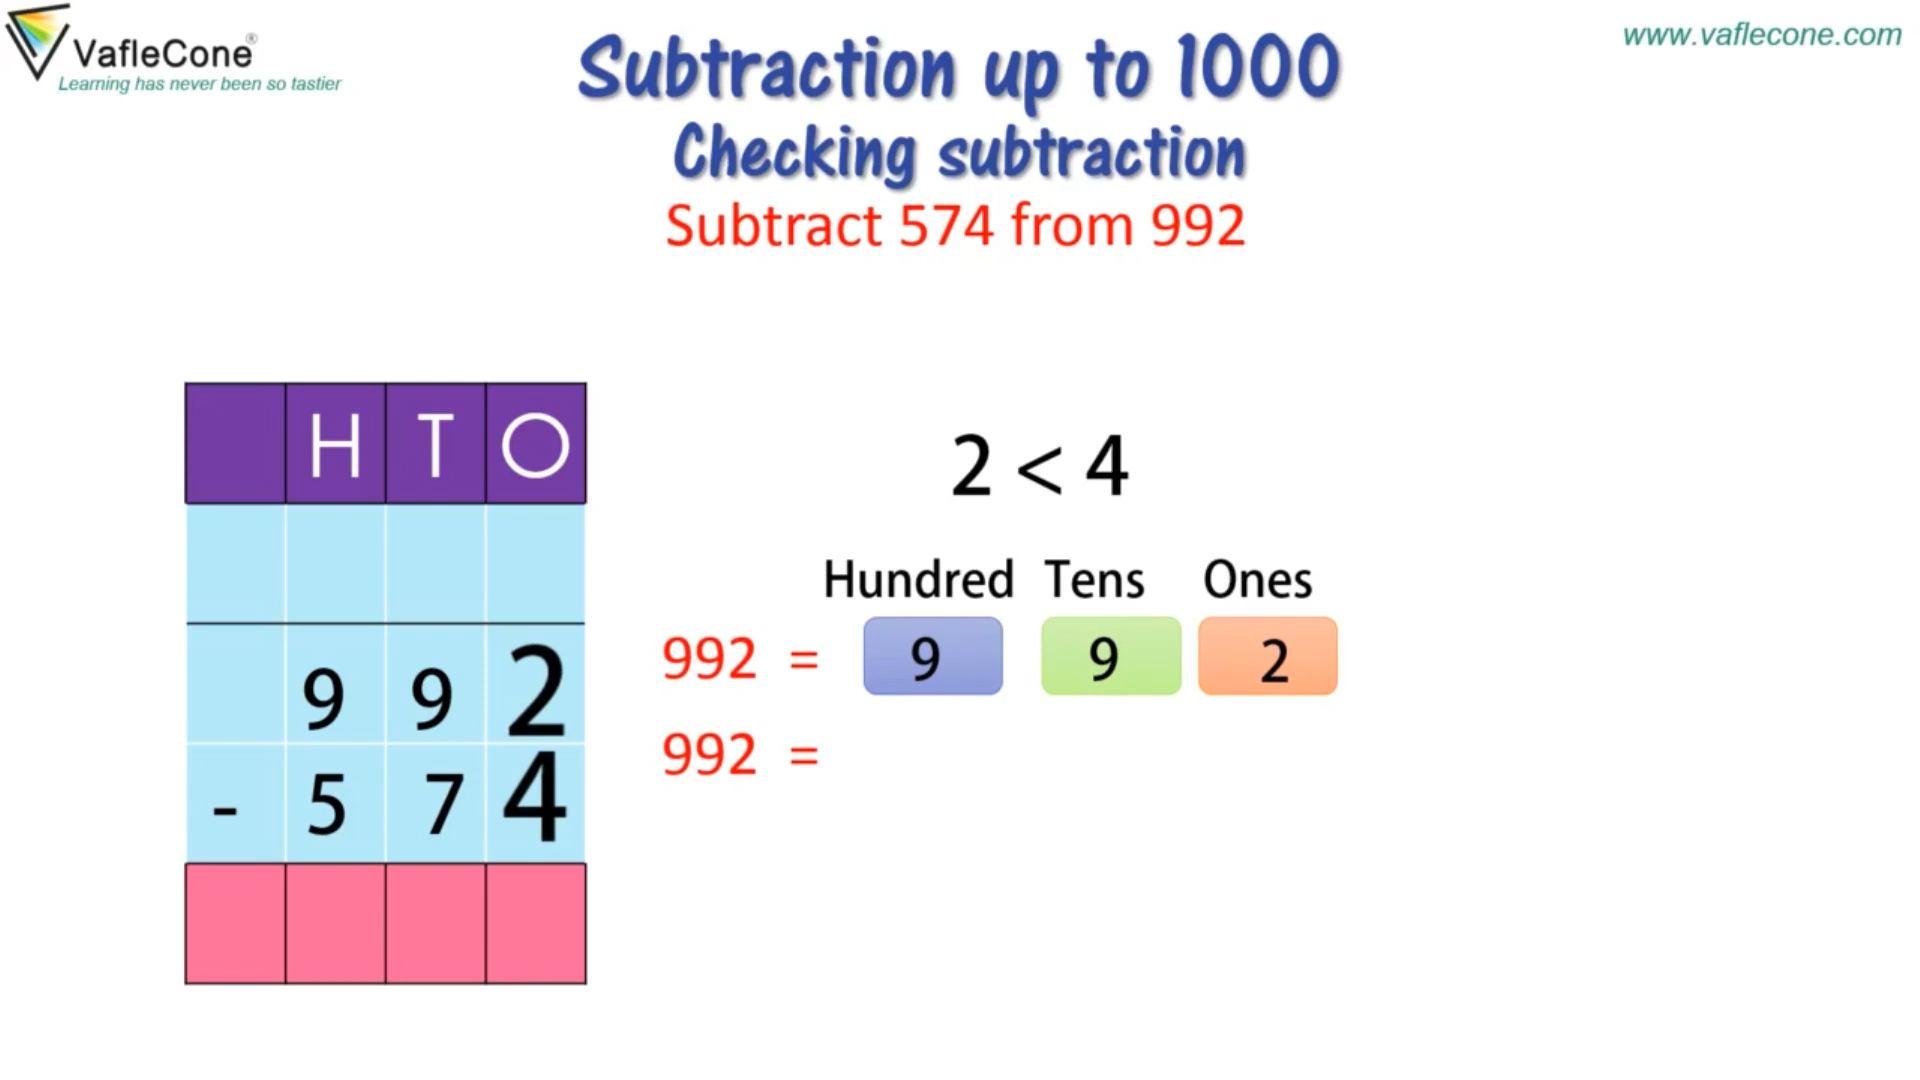 VafleCone®
Learning has never been so tastier
www.vaflecone.com
Subtraction up to 1000
Checking subtraction
Subtract 574 from 992
H T O
9 9 2
- 5 7 4
2 < 4
Hundred Tens Ones
992 = 9 9 2
992 =